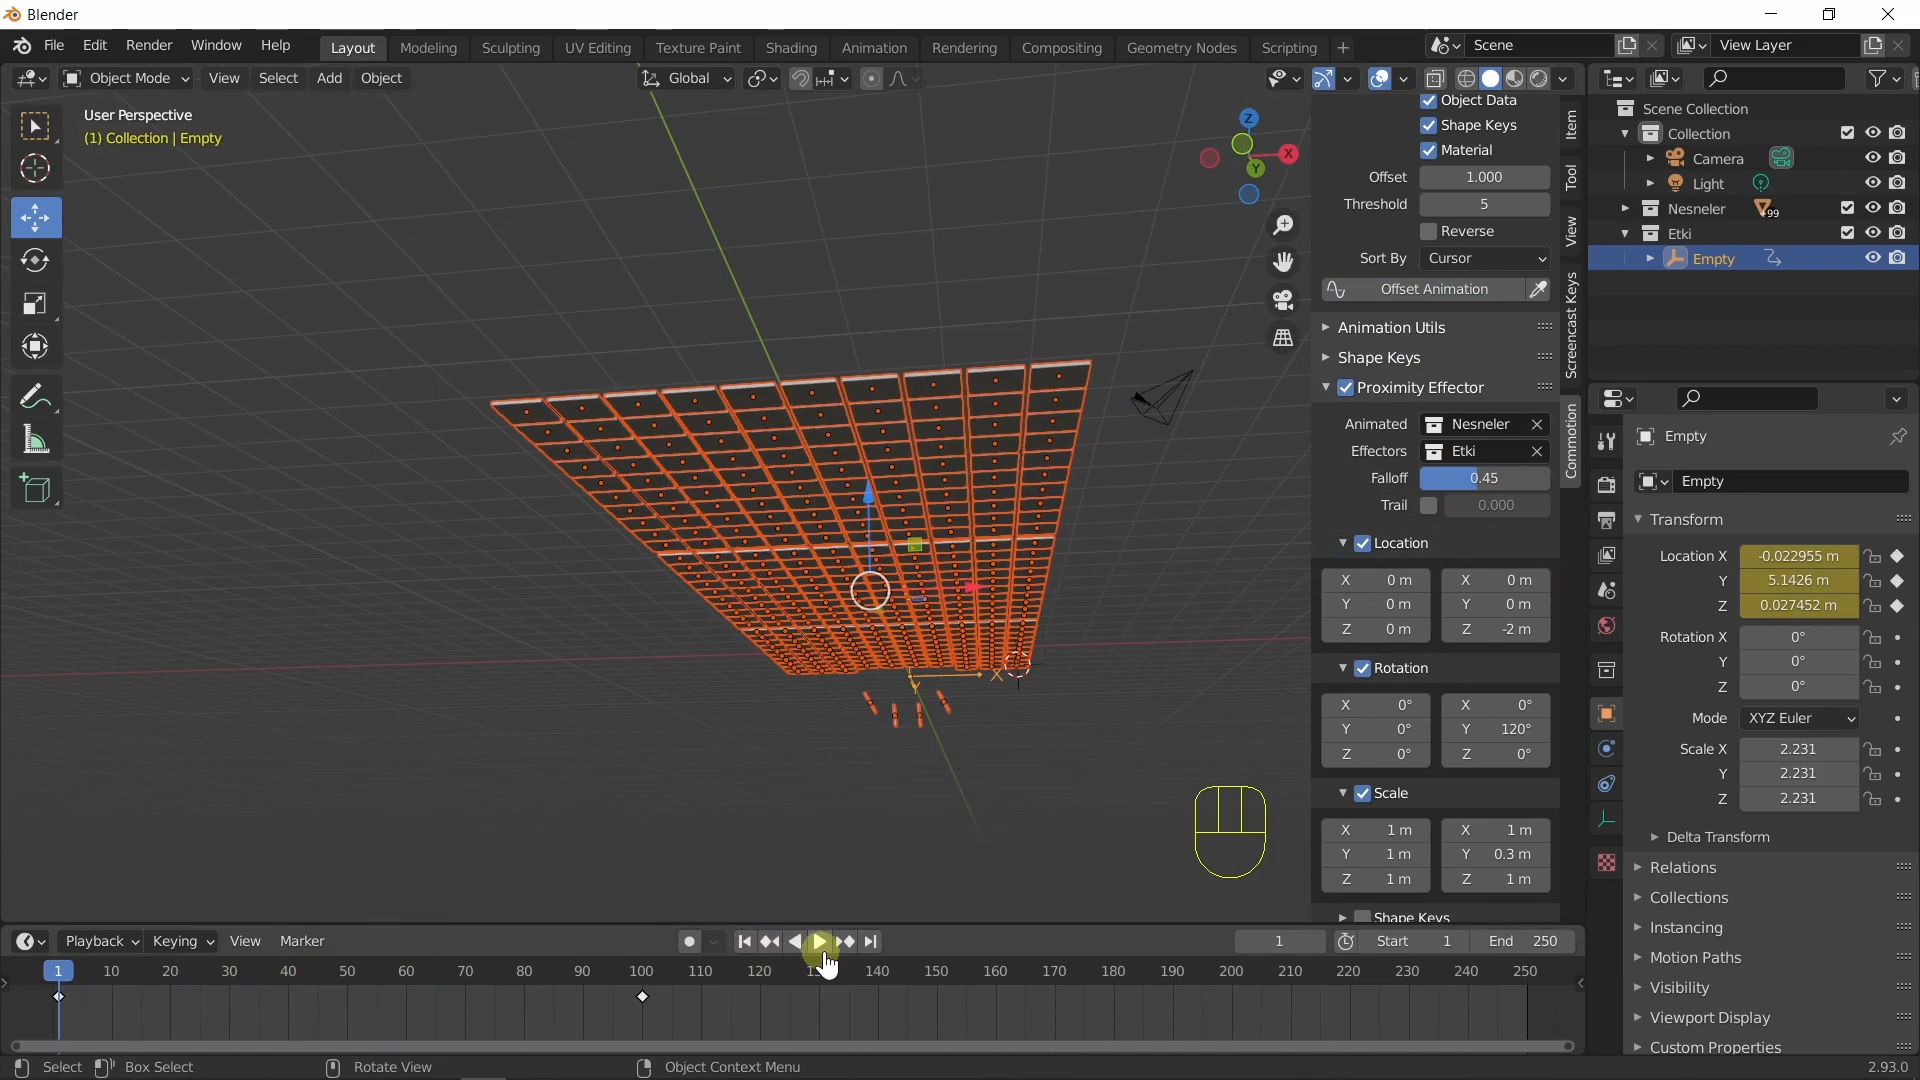 Blender
File Edit Render Window Help Layout Modeling Sculpting UV Editing Texture Paint Shading Animation Rendering Compositing Geometry Nodes Scripting + Scene View Layer
Object Mode View Select Add Object Global
User Perspective
(1) Collection | Empty
Z
X
Y
Object Data
Shape Keys
Material
Offset 1.000
Threshold 5
Reverse
Sort By Cursor
Offset Animation
Animation Utils
Shape Keys
Proximity Effector
Animated Nesneler
Effectors Etki
Falloff 0.45
Trail 0.000
Location
X 0 m X 0 m
Y 0 m Y 0 m
Z 0 m Z -2 m
Rotation
X 0° X 0°
Y 0° Y 120°
Z 0° Z 0°
Scale
X 1 m X 1 m
Y 1 m Y 0.3 m
Z 1 m Z 1 m
Shape Keys
Item
Tool
View
Screencast Keys
Commotion
X
Y
Scene Collection
Collection
Camera
Light
Nesneler +99
Etki
Empty
Empty
Empty
Transform
Location X -0.022955 m
Y 5.1426 m
Z 0.027452 m
Rotation X 0°
Y 0°
Z 0°
Mode XYZ Euler
Scale X 2.231
Y 2.231
Z 2.231
Delta Transform
Relations
Collections
Instancing
Motion Paths
Visibility
Viewport Display
Custom Properties
Playback Keying View Marker 1 Start 1 End 250
1 10 20 30 40 50 60 70 80 90 100 110 120 140 150 160 170 180 190 200 210 220 230 240 250
Select Box Select Rotate View Object Context Menu 2.93.0